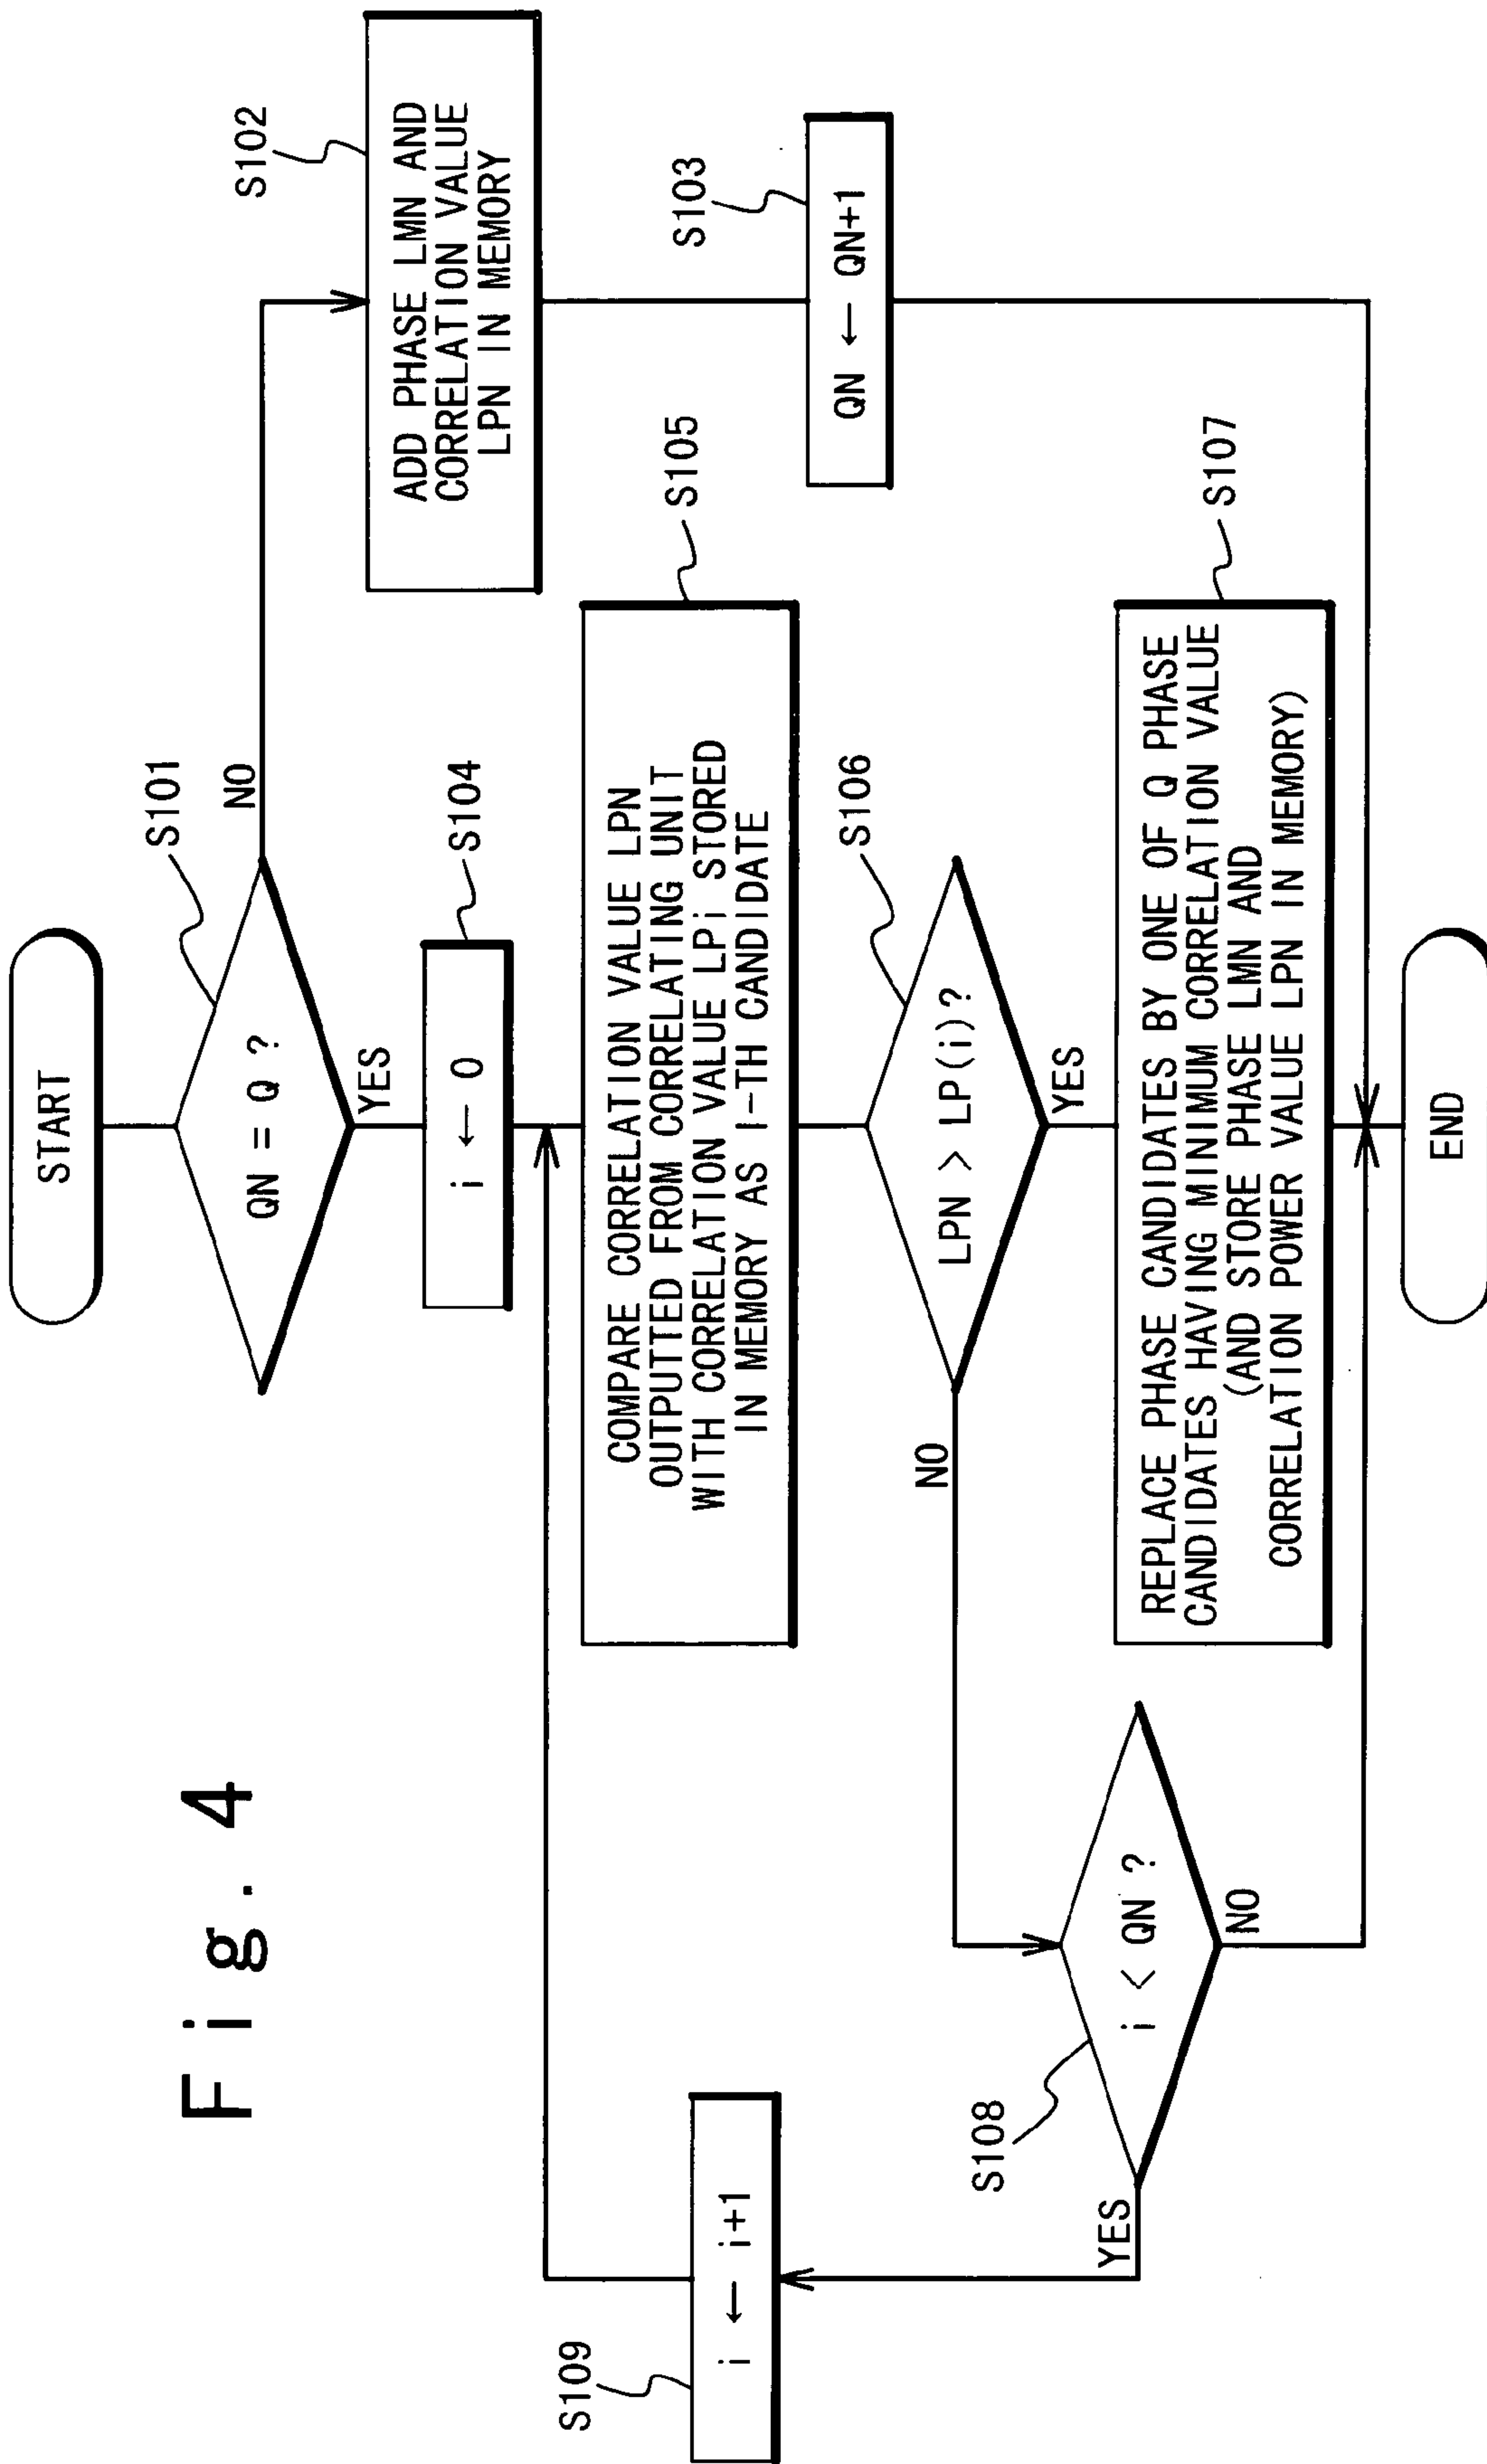 Fig. 4
START
S101
QN = Q ?
NO
YES
S102
ADD PHASE LMN AND
CORRELATION VALUE
LPN IN MEMORY
S103
QN ← QN+1
S104
i ← 0
S105
COMPARE CORRELATION VALUE LPN
OUTPUTTED FROM CORRELATING UNIT
WITH CORRELATION VALUE LPi STORED
IN MEMORY AS I-TH CANDIDATE
S106
LPN > LP(i)?
NO
YES
S107
REPLACE PHASE CANDIDATES BY ONE OF Q PHASE
CANDIDATES HAVING MINIMUM CORRELATION VALUE
(AND STORE PHASE LMN AND
CORRELATION POWER VALUE LPN IN MEMORY)
S108
i < QN ?
YES
NO
S109
i ← i+1
END